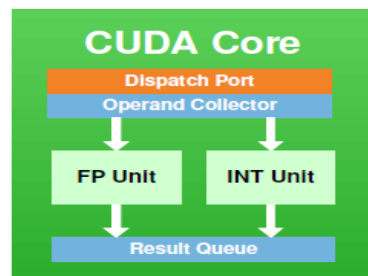 CUDA Core
Dispatch Port
Operand Collector
FP Unit
INT Unit
Result Queue